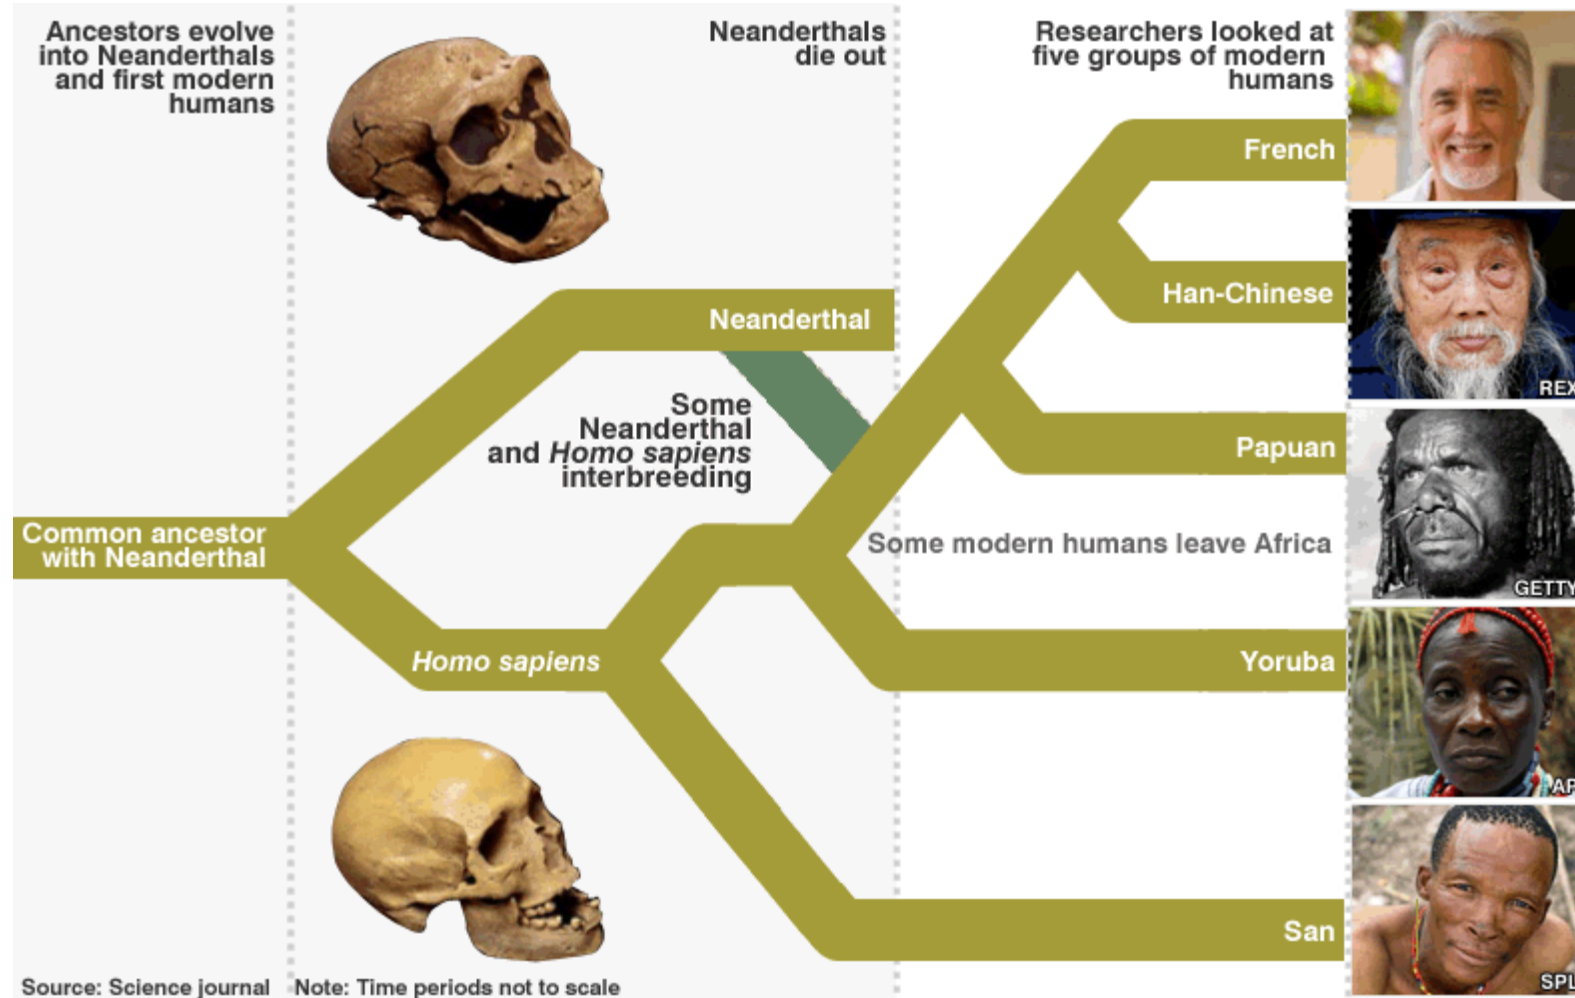 Ancestors evolve
into Neanderthals
and first modern
humans
Neanderthals
die out
Researchers looked at
five groups of modern
humans
French
Han-Chinese
REX
Neanderthal
Some
Neanderthal
and Homo sapiens
interbreeding
Papuan
Common ancestor
with Neanderthal
Some modern humans leave Africa
GETTY
Homo sapiens
Yoruba
AP
San
SPL
Source: Science journal
Note: Time periods not to scale